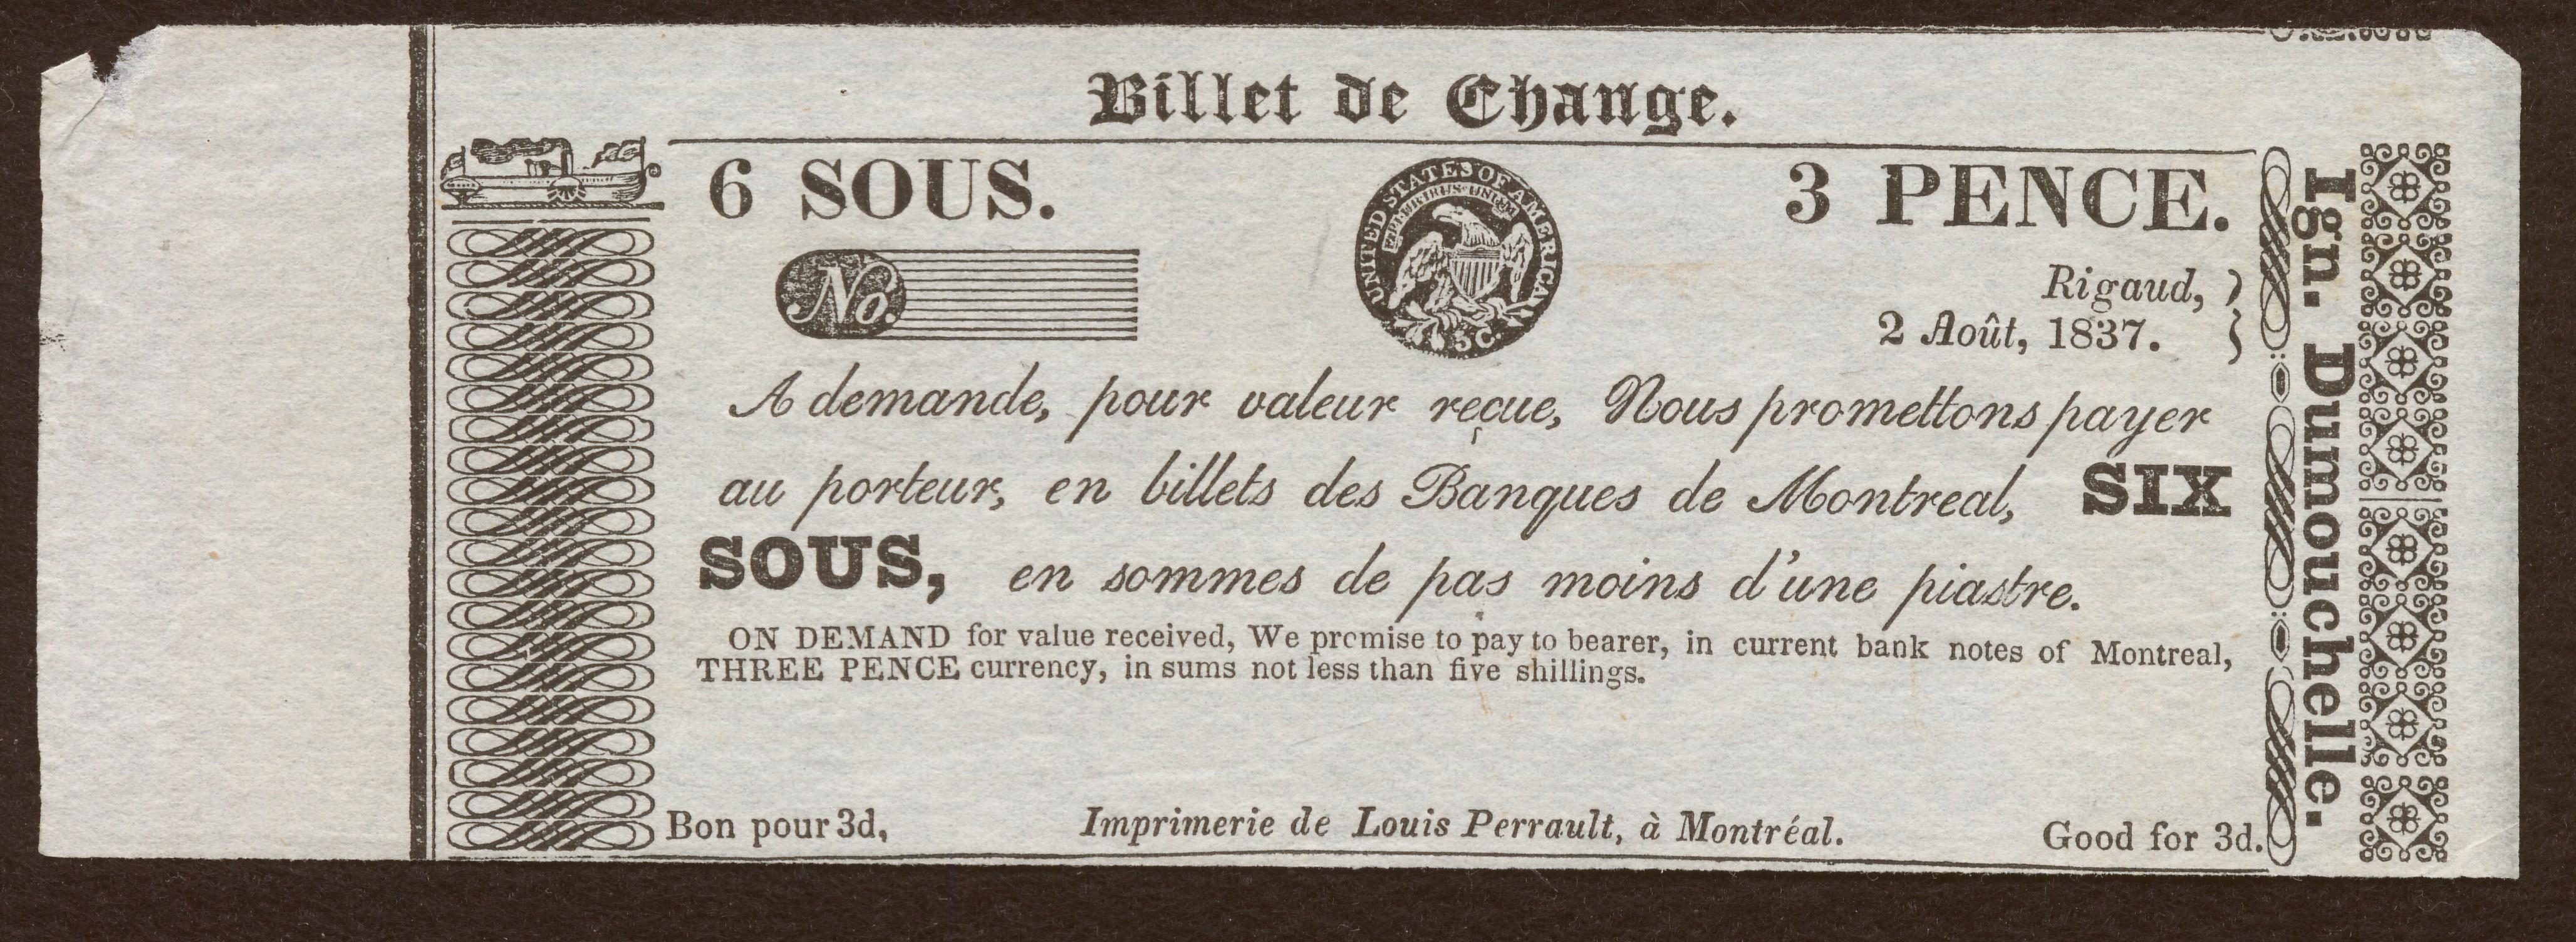 Billet de Change.
6 SOUS.
3 PENCE.
No.
UNITED STATES OF AMERICA
E PLURIBUS UNUM
5 C.
Rigaud,
2 Août, 1837.
A demande, pour valeur reçue, Nous promettons payer
au porteur, en billets des Banques de Montreal, SIX
SOUS, en sommes de pas moins d'une piastre.
ON DEMAND for value received, We promise to pay to bearer, in current bank notes of Montreal,
THREE PENCE currency, in sums not less than five shillings.
Bon pour 3d,
Imprimerie de Louis Perrault, à Montréal.
Good for 3d.
Ign. Dumouchelle.